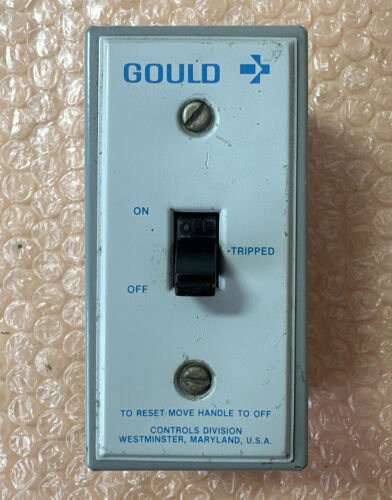 GOULD
ON
OFF
TRIPPED
OFF
TO RESET MOVE HANDLE TO OFF
CONTROLS DIVISION
WESTMINSTER, MARYLAND, U.S.A.